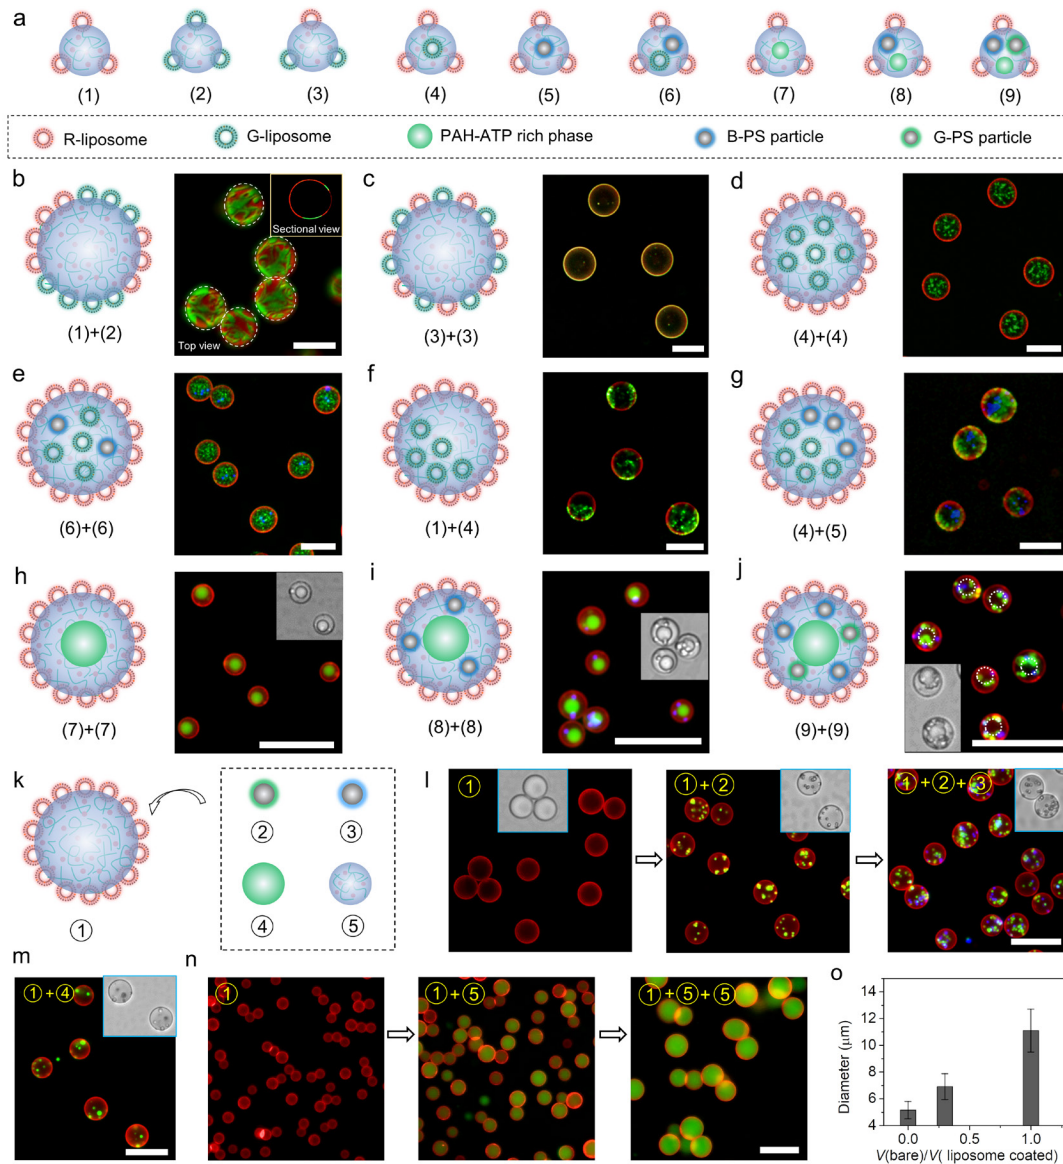 a
(1) (2) (3) (4) (5) (6) (7) (8) (9)
R-liposome G-liposome PAH-ATP rich phase B-PS particle G-PS particle
b
Sectional view
Top view
(1)+(2)
c
(3)+(3)
d
(4)+(4)
e
(6)+(6)
f
(1)+(4)
g
(4)+(5)
h
(7)+(7)
i
(8)+(8)
j
(9)+(9)
k
①
② ③
④ ⑤
l
① ①+② ①+②+③
m
①+④
n
① ①+⑤ ①+⑤+⑤
o
Diameter (μm)
14
12
10
8
6
4
0.0 0.5 1.0
V(bare)/V( liposome coated)